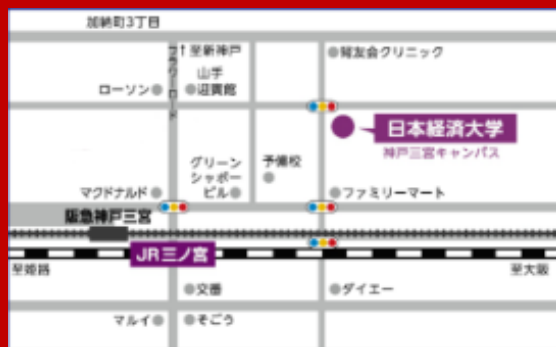 加納町3丁目
フラワーロード
↑至新神戸
山手
迎賓館
ローソン
友会クリニック
日本経済大学
神戸三宮キャンパス
グリーン
シャポー
ビル
予備校
マクドナルド
ファミリーマート
阪急神戸三宮
JR三ノ宮
至姫路
至大阪
交番
ダイエー
マルイ
そごう